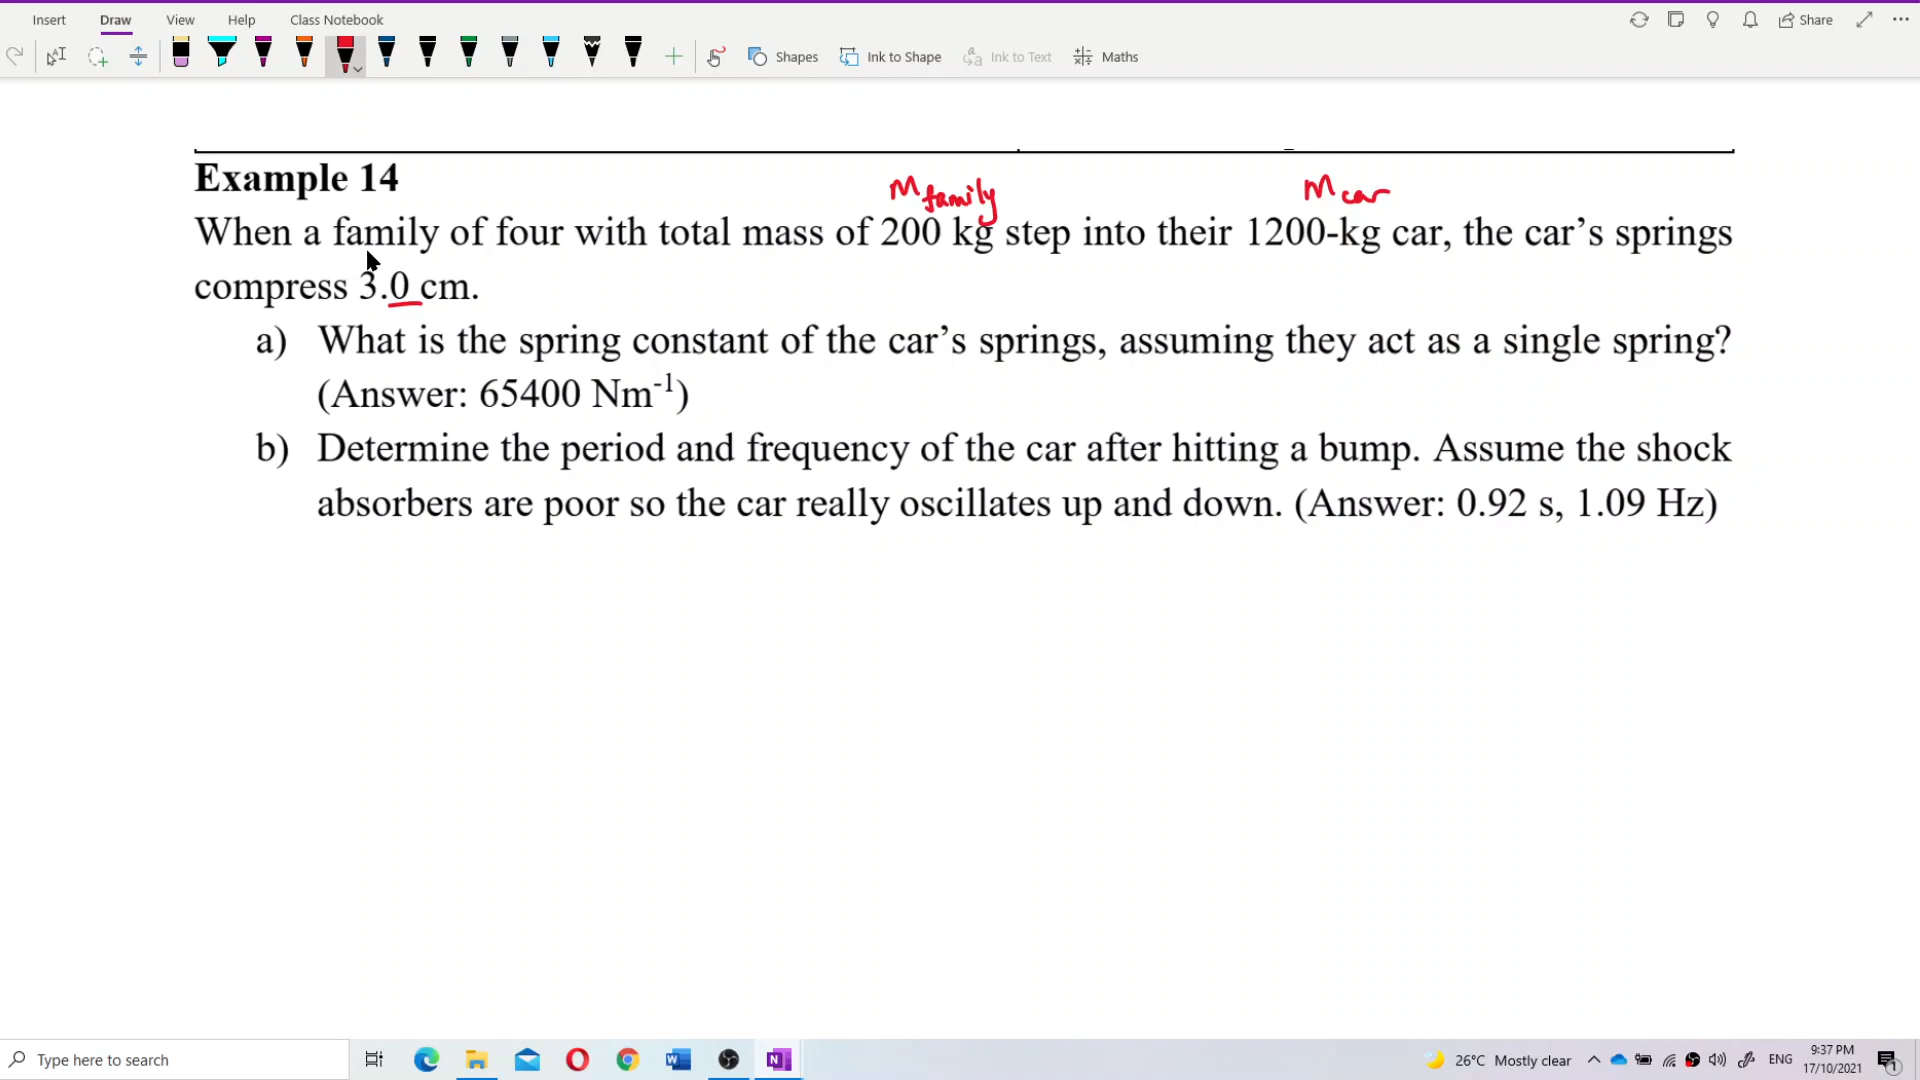 Insert Draw View Help Class Notebook Share
Shapes Ink to Shape Ink to Text Maths
Example 14
M family M car
When a family of four with total mass of 200 kg step into their 1200-kg car, the car’s springs
compress 3.0 cm.
a) What is the spring constant of the car’s springs, assuming they act as a single spring?
(Answer: 65400 Nm⁻¹)
b) Determine the period and frequency of the car after hitting a bump. Assume the shock
absorbers are poor so the car really oscillates up and down. (Answer: 0.92 s, 1.09 Hz)
Type here to search 26°C Mostly clear ENG 9:37 PM
17/10/2021